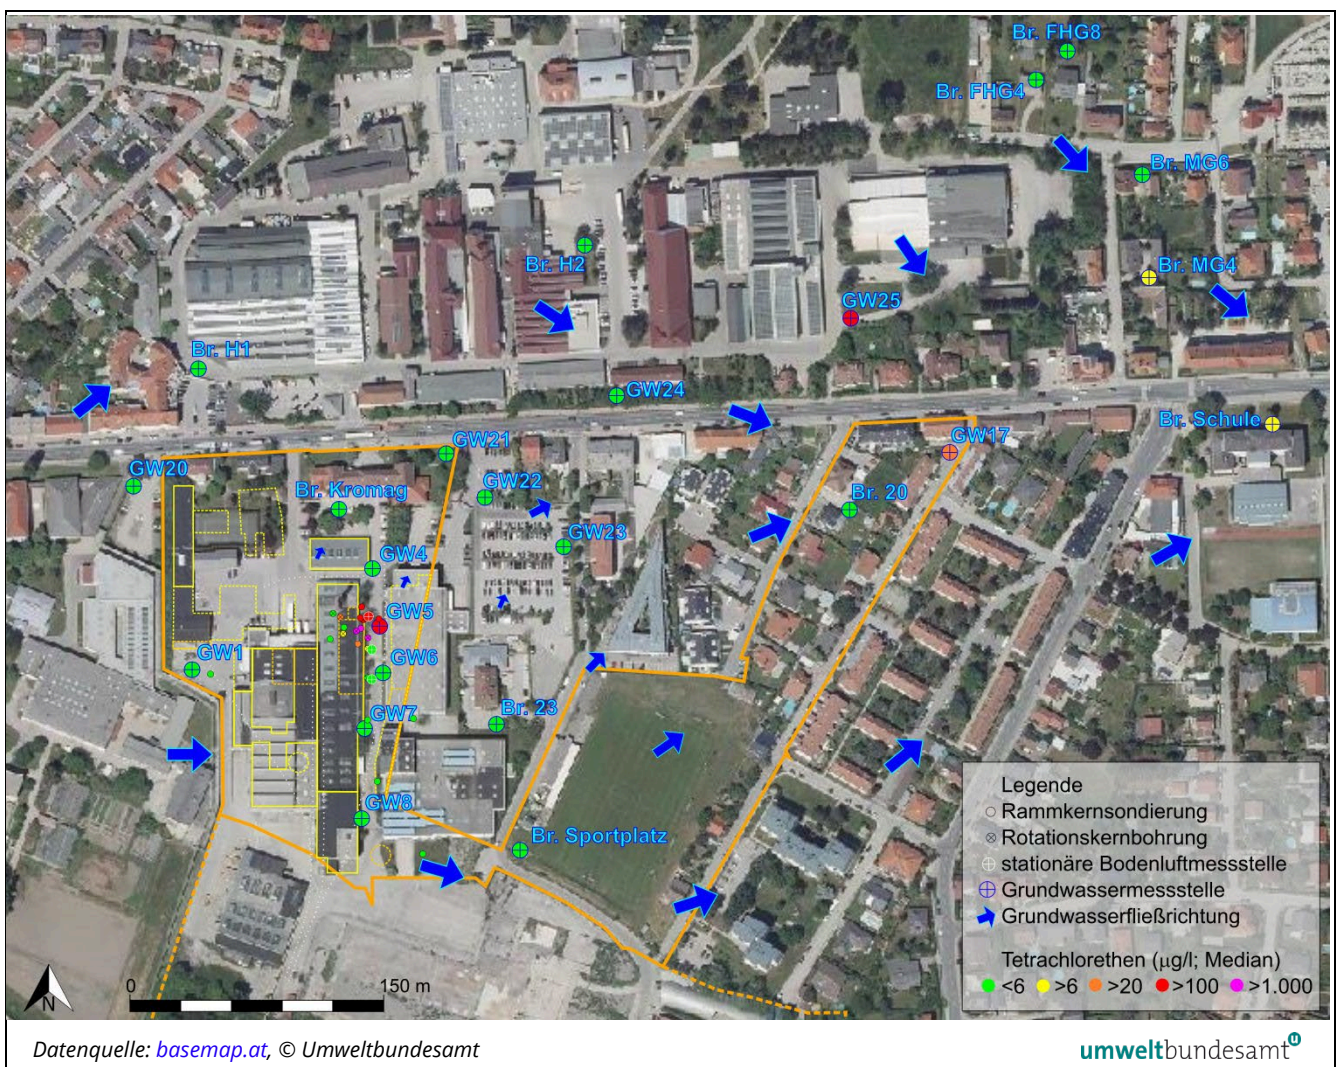 Br. FHG8
Br. FHG4
Br. MG6
Br. H2
Br. MG4
GW25
Br. H1
GW24
Br. Schule
GW21
GW17
GW20
Br. Kromag
GW22
Br. 20
GW23
GW4
GW5
GW1
GW6
Br. 23
GW7
GW8
Br. Sportplatz
Legende
Rammkernsondierung
Rotationskernbohrung
stationäre Bodenluftmessstelle
Grundwassermessstelle
Grundwasserfließrichtung
Tetrachlorethen (µg/l; Median)
<6 >6 >20 >100 >1.000
0 150 m
N
Datenquelle: basemap.at, © Umweltbundesamt
umweltbundesamt u